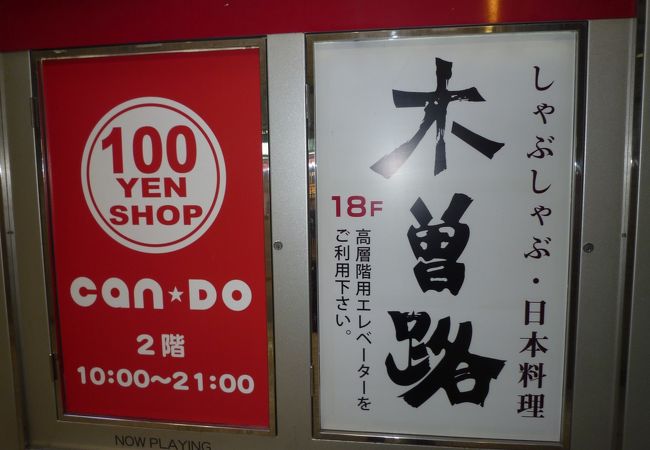 100
YEN
SHOP
can★DO
2階
10:00～21:00
しゃぶしゃぶ・日本料理
木曽路
18F
高層階用エレベーターを
ご利用下さい。
NOW PLAYING